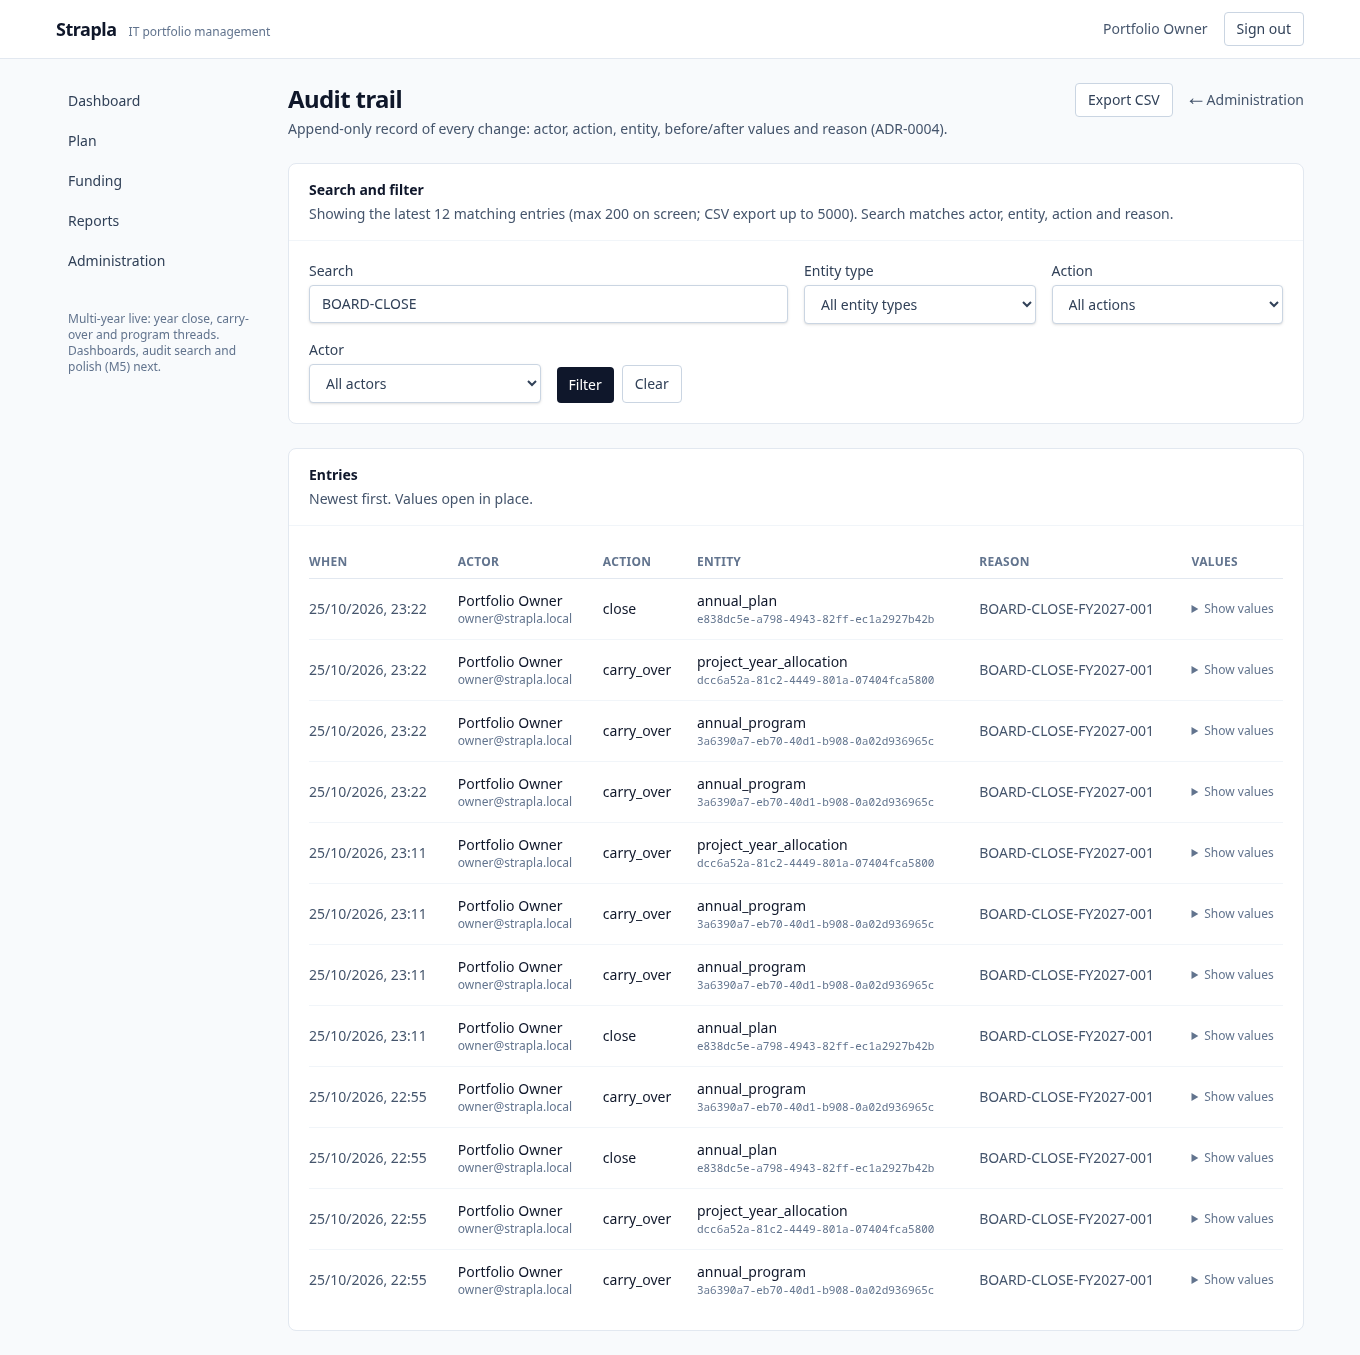 Strapla IT portfolio management
Portfolio Owner
Sign out
Dashboard
Plan
Funding
Reports
Administration
Multi-year live: year close, carry-
over and program threads.
Dashboards, audit search and
polish (M5) next.
Audit trail
Export CSV
← Administration
Append-only record of every change: actor, action, entity, before/after values and reason (ADR-0004).
Search and filter
Showing the latest 12 matching entries (max 200 on screen; CSV export up to 5000). Search matches actor, entity, action and reason.
Search
Entity type
Action
BOARD-CLOSE
All entity types
All actions
Actor
All actors
Filter
Clear
Entries
Newest first. Values open in place.
WHEN ACTOR ACTION ENTITY REASON VALUES
25/10/2026, 23:22 Portfolio Owner close annual_plan BOARD-CLOSE-FY2027-001 ▶ Show values
owner@strapla.local e838dc5e-a798-4943-82ff-ec1a2927b42b
25/10/2026, 23:22 Portfolio Owner carry_over project_year_allocation BOARD-CLOSE-FY2027-001 ▶ Show values
owner@strapla.local dcc6a52a-81c2-4449-801a-07404fca5800
25/10/2026, 23:22 Portfolio Owner carry_over annual_program BOARD-CLOSE-FY2027-001 ▶ Show values
owner@strapla.local 3a6390a7-eb70-40d1-b908-0a02d936965c
25/10/2026, 23:22 Portfolio Owner carry_over annual_program BOARD-CLOSE-FY2027-001 ▶ Show values
owner@strapla.local 3a6390a7-eb70-40d1-b908-0a02d936965c
25/10/2026, 23:11 Portfolio Owner carry_over project_year_allocation BOARD-CLOSE-FY2027-001 ▶ Show values
owner@strapla.local dcc6a52a-81c2-4449-801a-07404fca5800
25/10/2026, 23:11 Portfolio Owner carry_over annual_program BOARD-CLOSE-FY2027-001 ▶ Show values
owner@strapla.local 3a6390a7-eb70-40d1-b908-0a02d936965c
25/10/2026, 23:11 Portfolio Owner carry_over annual_program BOARD-CLOSE-FY2027-001 ▶ Show values
owner@strapla.local 3a6390a7-eb70-40d1-b908-0a02d936965c
25/10/2026, 23:11 Portfolio Owner close annual_plan BOARD-CLOSE-FY2027-001 ▶ Show values
owner@strapla.local e838dc5e-a798-4943-82ff-ec1a2927b42b
25/10/2026, 22:55 Portfolio Owner carry_over annual_program BOARD-CLOSE-FY2027-001 ▶ Show values
owner@strapla.local 3a6390a7-eb70-40d1-b908-0a02d936965c
25/10/2026, 22:55 Portfolio Owner close annual_plan BOARD-CLOSE-FY2027-001 ▶ Show values
owner@strapla.local e838dc5e-a798-4943-82ff-ec1a2927b42b
25/10/2026, 22:55 Portfolio Owner carry_over project_year_allocation BOARD-CLOSE-FY2027-001 ▶ Show values
owner@strapla.local dcc6a52a-81c2-4449-801a-07404fca5800
25/10/2026, 22:55 Portfolio Owner carry_over annual_program BOARD-CLOSE-FY2027-001 ▶ Show values
owner@strapla.local 3a6390a7-eb70-40d1-b908-0a02d936965c